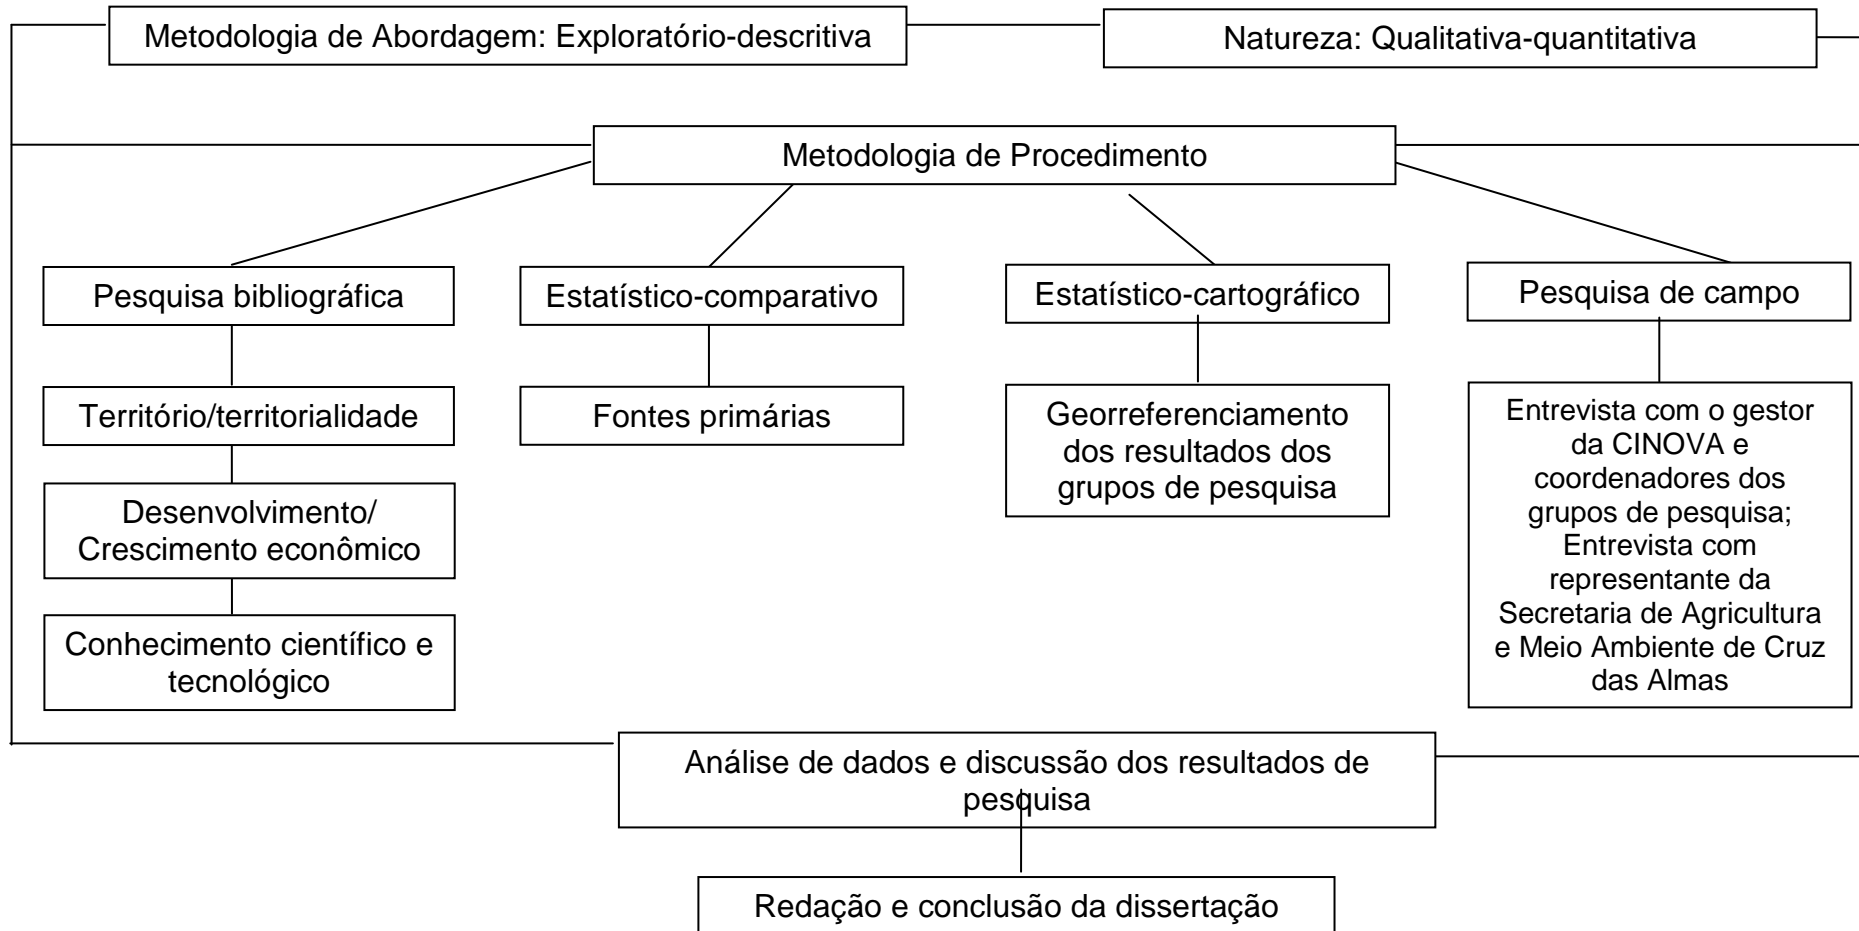 Metodologia de Abordagem: Exploratório-descritiva
Natureza: Qualitativa-quantitativa
Metodologia de Procedimento
Pesquisa bibliográfica
Estatístico-comparativo
Estatístico-cartográfico
Pesquisa de campo
Território/territorialidade
Desenvolvimento/
Crescimento econômico
Conhecimento científico e
tecnológico
Fontes primárias
Georreferenciamento
dos resultados dos
grupos de pesquisa
Entrevista com o gestor
da CINOVA e
coordenadores dos
grupos de pesquisa;
Entrevista com
representante da
Secretaria de Agricultura
e Meio Ambiente de Cruz
das Almas
Análise de dados e discussão dos resultados de
pesquisa
Redação e conclusão da dissertação